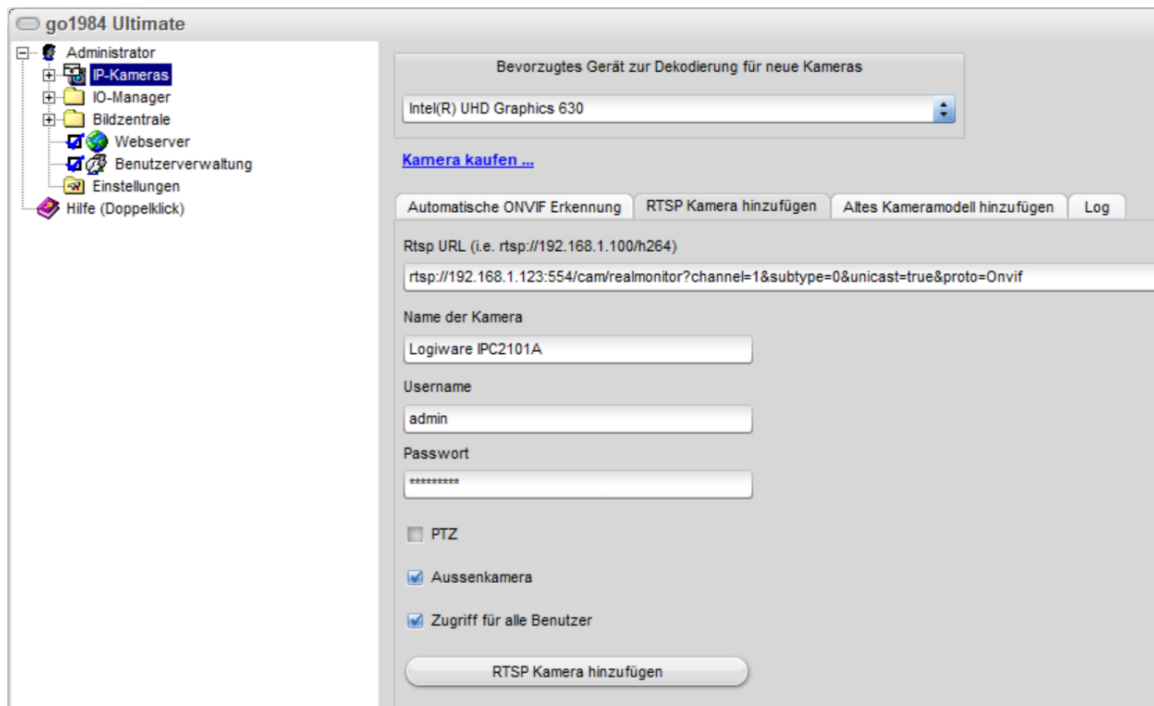 go1984 Ultimate
Administrator
IP-Kameras
IO-Manager
Bildzentrale
Webserver
Benutzerverwaltung
Einstellungen
Hilfe (Doppelklick)
Bevorzugtes Gerät zur Dekodierung für neue Kameras
Intel(R) UHD Graphics 630
Kamera kaufen ...
Automatische ONVIF Erkennung RTSP Kamera hinzufügen Altes Kameramodell hinzufügen Log
Rtsp URL (i.e. rtsp://192.168.1.100/h264)
rtsp://192.168.1.123:554/cam/realmonitor?channel=1&subtype=0&unicast=true&proto=Onvif
Name der Kamera
Logiware IPC2101A
Username
admin
Passwort
*********
PTZ
Aussenkamera
Zugriff für alle Benutzer
RTSP Kamera hinzufügen